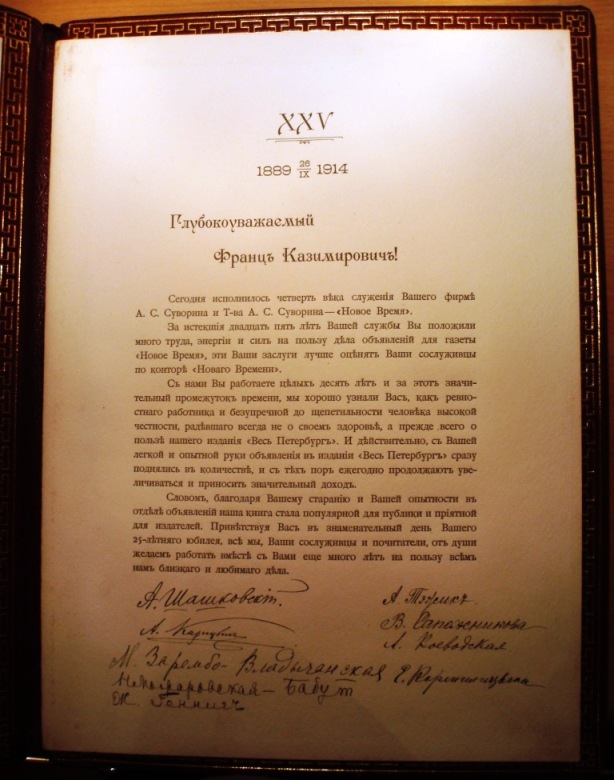 XXV
1889 26/IX 1914
Глубокоуважаемый
Францъ Казимировичъ!
Сегодня исполнилось четверть вѣка служенія Вашего фирмѣ
А. С. Суворина и Т-ва А. С. Суворина—«Новое Время».
За истекшія двадцать пять лѣтъ Вашей службы Вы положили
много труда, энергіи и силъ на пользу дѣла объявленій для газеты
«Новое Время», эти Ваши заслуги лучше оцѣнятъ Ваши сослуживцы
по конторѣ «Новаго Времени».
Съ нами Вы работаете цѣлыхъ десять лѣтъ и за этотъ значи-
тельный промежутокъ времени, мы хорошо узнали Васъ, какъ ревно-
стнаго работника и безупречной до щепетильности человѣка высокой
честности, радѣвшаго всегда не о своемъ здоровьѣ, а прежде всего о
пользѣ нашего изданія «Весь Петербургъ». И дѣйствительно, съ Вашей
легкой и опытной руки объявленія въ изданіи «Весь Петербургъ» сразу
поднялись въ количествѣ, и съ тѣхъ поръ ежегодно продолжаютъ уве-
личиваться и приносить значительный доходъ.
Словомъ, благодаря Вашему старанію и Вашей опытности въ
отдѣлѣ объявленій наша книга стала популярной для публики и пріятной
для издателей. Привѣтствуя Васъ въ знаменательный день Вашего
25-лѣтняго юбилея, всѣ мы, Ваши сослуживцы и почитатели, отъ души
желаемъ работать вмѣстѣ съ Вами еще много лѣтъ на пользу всѣмъ
намъ близкаго и любимаго дѣла.
А. Шашковскій.
А.
В. Сапожникова
А.
Л. Воеводская
М. Зарембо-Владычанская
Непокаровская-Бабут